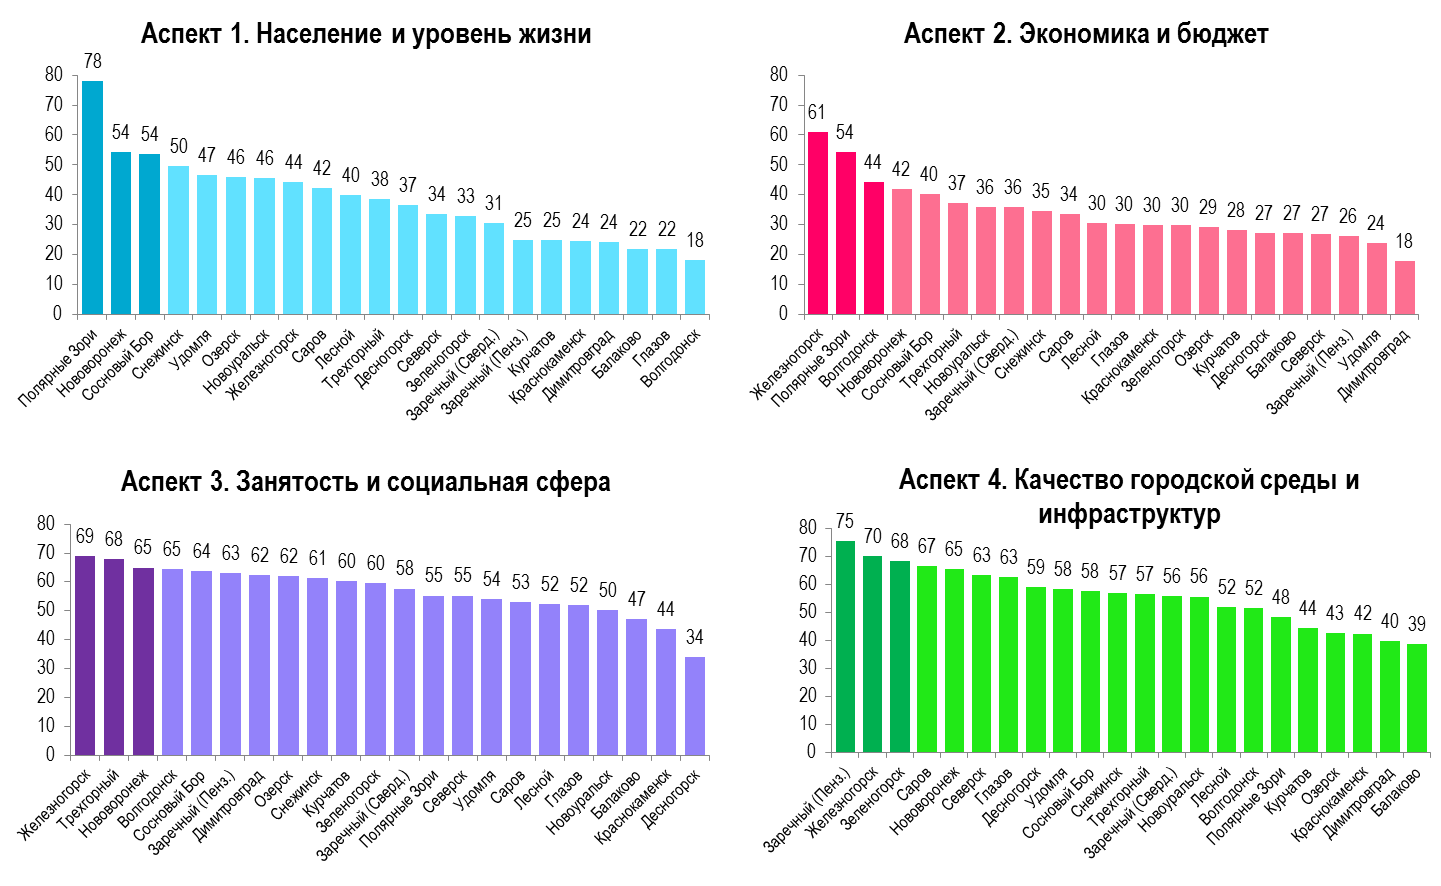 Аспект 1. Население и уровень жизни
78 54 54 50 47 46 46 44 42 40 38 37 34 33 31 25 25 24 24 22 22 18
80
70
60
50
40
30
20
10
0
Полярные Зори
Нововоронеж
Сосновый Бор
Снежинск
Удомля
Озерск
Новоуральск
Железногорск
Саров
Лесной
Трехгорный
Десногорск
Северск
Зеленогорск
Заречный (Сверд.)
Заречный (Пенз.)
Курчатов
Краснокаменск
Димитровград
Балаково
Глазов
Волгодонск
Аспект 2. Экономика и бюджет
61 54 44 42 40 37 36 36 35 34 30 30 30 30 29 28 27 27 27 26 24 18
80
70
60
50
40
30
20
10
0
Железногорск
Полярные Зори
Волгодонск
Нововоронеж
Сосновый Бор
Трехгорный
Новоуральск
Заречный (Сверд.)
Снежинск
Саров
Лесной
Глазов
Краснокаменск
Зеленогорск
Озерск
Курчатов
Десногорск
Балаково
Северск
Заречный (Пенз.)
Удомля
Димитровград
Аспект 3. Занятость и социальная сфера
69 68 65 65 64 63 62 62 61 60 60 58 55 55 54 53 52 52 50 47 44 34
80
70
60
50
40
30
20
10
0
Железногорск
Трехгорный
Нововоронеж
Волгодонск
Сосновый Бор
Заречный (Пенз.)
Димитровград
Озерск
Снежинск
Курчатов
Зеленогорск
Заречный (Сверд.)
Полярные Зори
Северск
Удомля
Саров
Лесной
Глазов
Новоуральск
Балаково
Краснокаменск
Десногорск
Аспект 4. Качество городской среды и
инфраструктур
75 70 68 67 65 63 63 59 58 58 57 57 56 56 52 52 48 44 43 42 40 39
80
70
60
50
40
30
20
10
0
Заречный (Пенз.)
Железногорск
Зеленогорск
Саров
Нововоронеж
Северск
Глазов
Десногорск
Удомля
Сосновый Бор
Снежинск
Трехгорный
Заречный (Сверд.)
Новоуральск
Лесной
Волгодонск
Полярные Зори
Курчатов
Озерск
Краснокаменск
Димитровград
Балаково